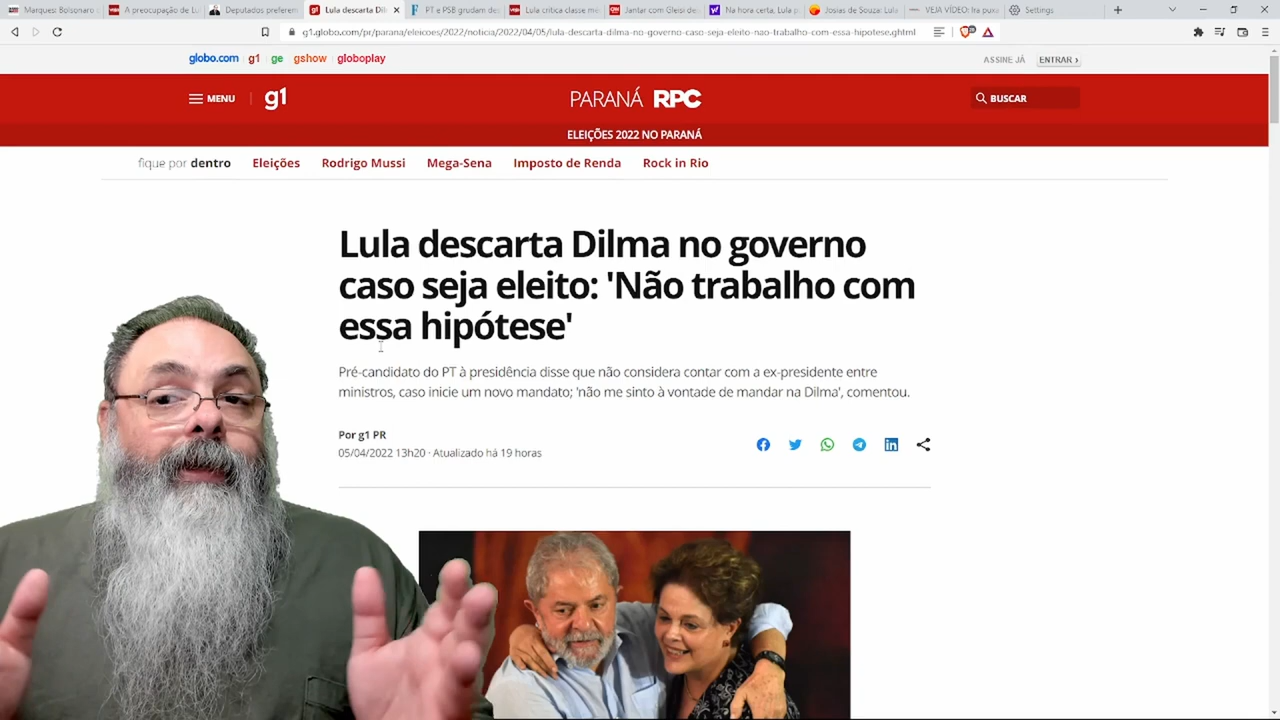 Marques: Bolsonaro
A preocupação de Lu
Deputados preferem
Lula descarta Dil
PT e PSB grudam des
Lula critica classe mé
Jantar com Gleisi de
Na hora certa, Lula p
Josias de Souza: Lula
VEJA VÍDEO: Ira puxo
Settings
g1.globo.com/pr/parana/eleicoes/2022/noticia/2022/04/05/lula-descarta-dilma-no-governo-caso-seja-eleito-nao-trabalho-com-essa-hipotese.ghtml
globo.com g1 ge gshow globoplay
ASSINE JÁ ENTRAR ›
MENU g1
PARANÁ RPC
BUSCAR
ELEIÇÕES 2022 NO PARANÁ
fique por dentro Eleições Rodrigo Mussi Mega-Sena Imposto de Renda Rock in Rio
Lula descarta Dilma no governo
caso seja eleito: 'Não trabalho com
essa hipótese'
Pré-candidato do PT à presidência disse que não considera contar com a ex-presidente entre
ministros, caso inicie um novo mandato; 'não me sinto à vontade de mandar na Dilma', comentou.
Por g1 PR
05/04/2022 13h20 · Atualizado há 19 horas